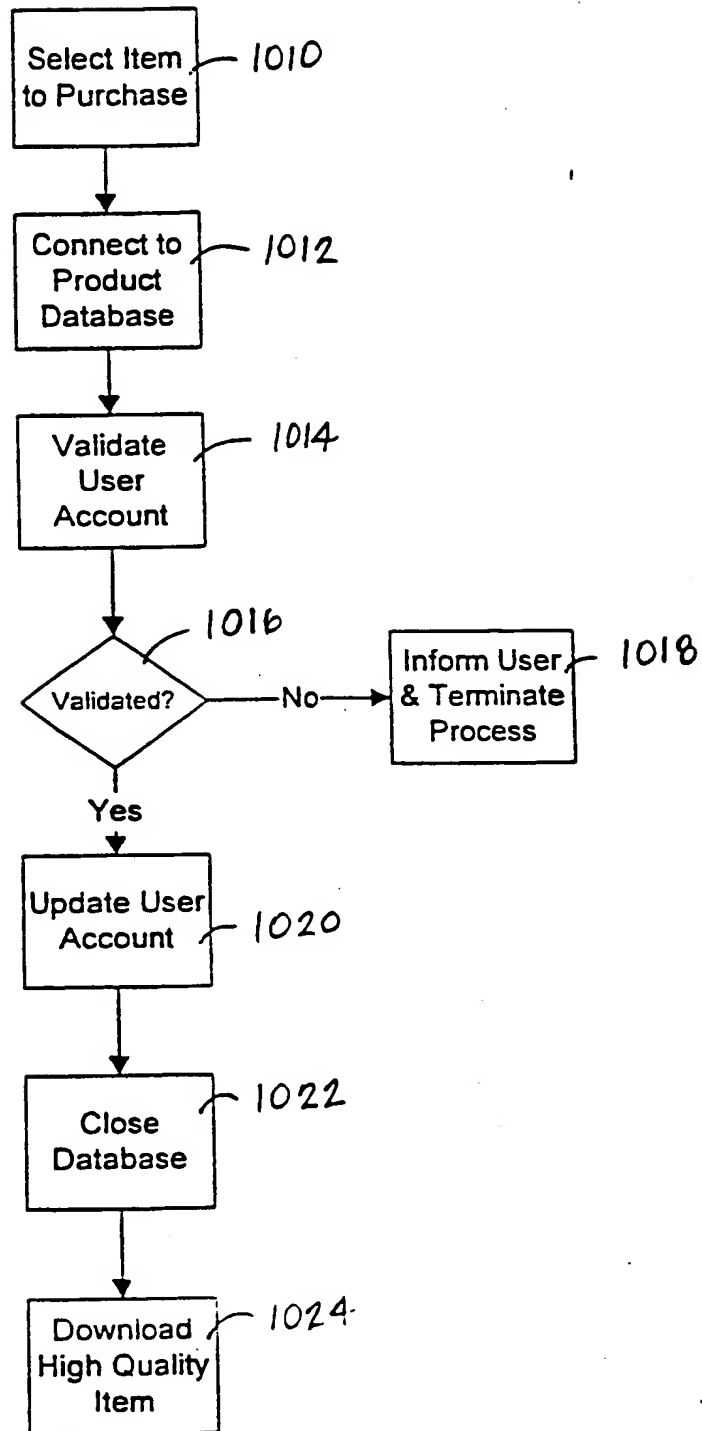 Select Item
to Purchase
1010
Connect to
Product
Database
1012
Validate
User
Account
1014
Validated?
1016
No
Inform User
& Terminate
Process
1018
Yes
Update User
Account
1020
Close
Database
1022
Download
High Quality
Item
1024